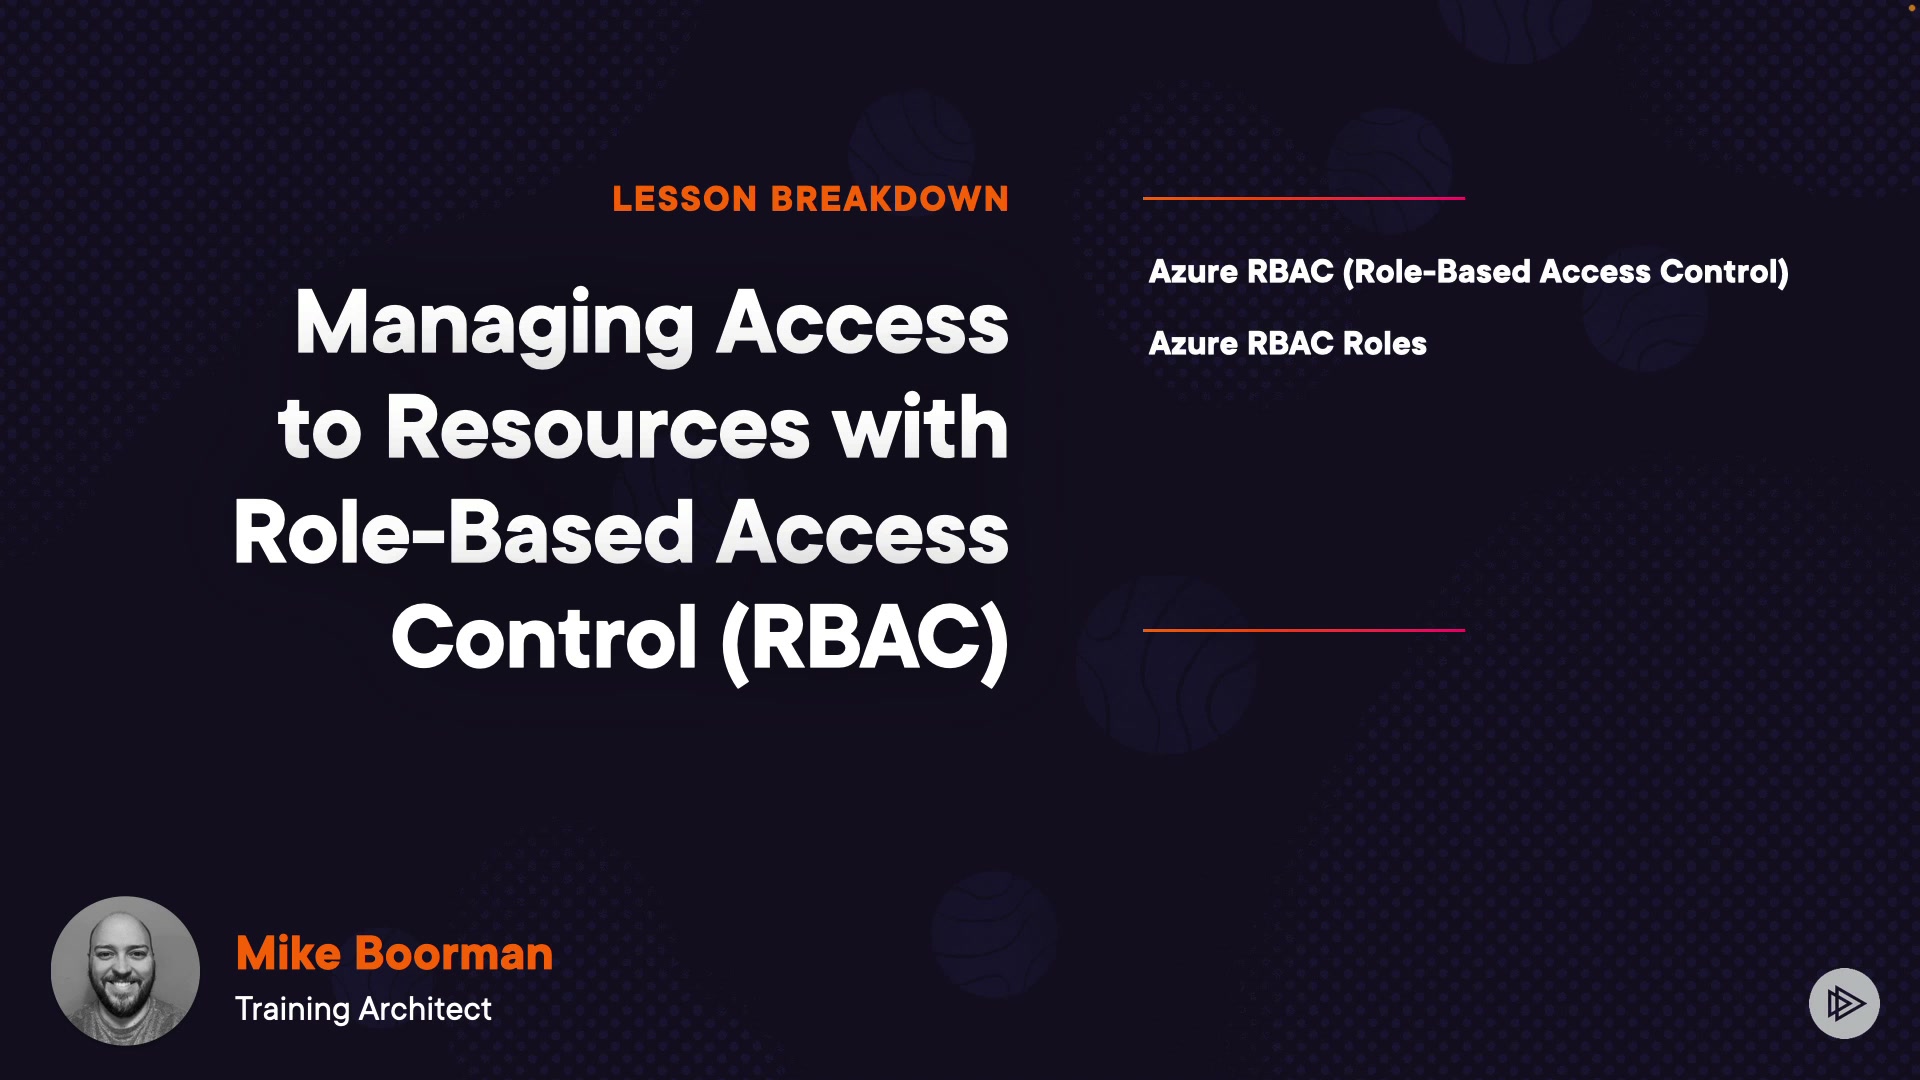 LESSON BREAKDOWN
Managing Access
to Resources with
Role-Based Access
Control (RBAC)
Azure RBAC (Role-Based Access Control)
Azure RBAC Roles
Mike Boorman
Training Architect